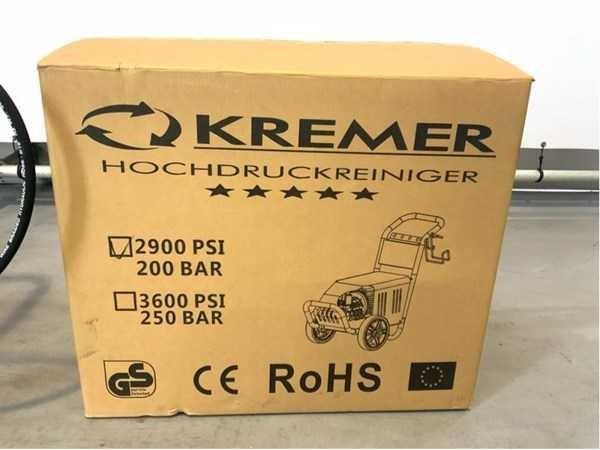 KREMER
HOCHDRUCKREINIGER
2900 PSI
200 BAR
3600 PSI
250 BAR
GS
CE RoHS